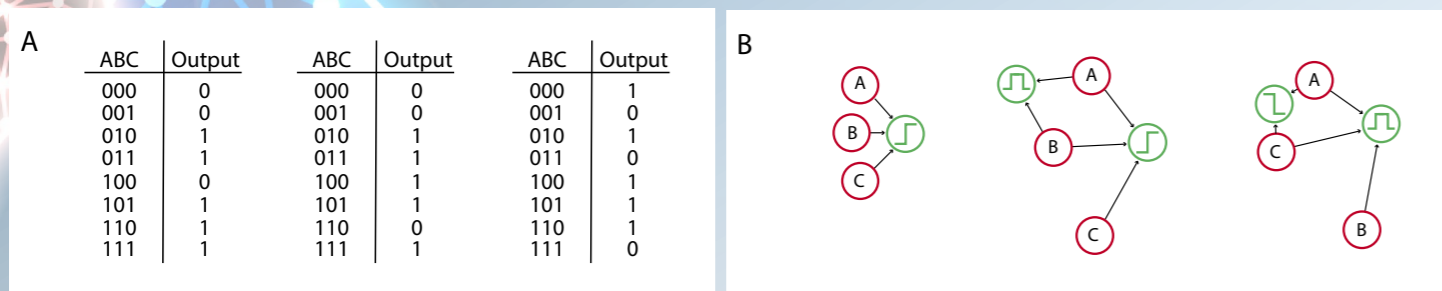 A
ABC Output ABC Output ABC Output
000 0 000 0 000 1
001 0 001 0 001 0
010 1 010 1 010 1
011 1 011 1 011 0
100 0 100 1 100 1
101 1 101 1 101 1
110 1 110 0 110 1
111 1 111 1 111 0
B
A
B
C
A
B
C
A
C
B